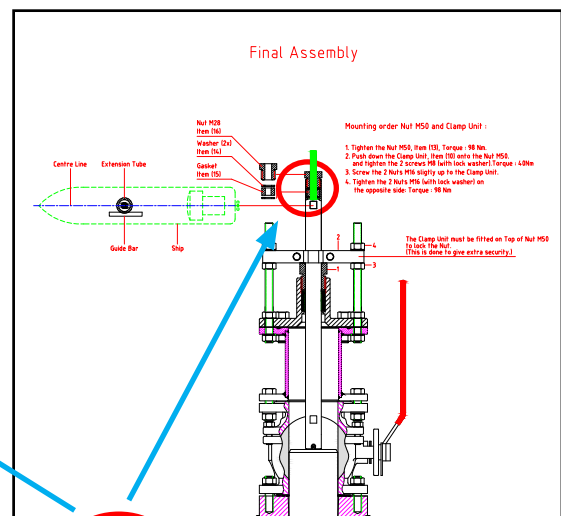 Final Assembly
Nut M28
Item (16)
Washer (2x)
Item (14)
Gasket
Item (15)
Centre Line
Extension Tube
Guide Bar
Ship
Mounting order Nut M50 and Clamp Unit :
1. Tighten the Nut M50, Item (13), Torque : 98 Nm.
2. Push down the Clamp Unit, Item (10) onto the Nut M50,
and tighten the 2 screws M8 (with lock washer).Torque : 40Nm
3. Screw the 2 Nuts M16 sligtly up to the Clamp Unit.
4. Tighten the 2 Nuts M16 (with lock washer) on
the opposite side: Torque : 98 Nm
2
4
The Clamp Unit must be fitted on Top of Nut M50
to lock the Nut.
(This is done to give extra security.)
3
1